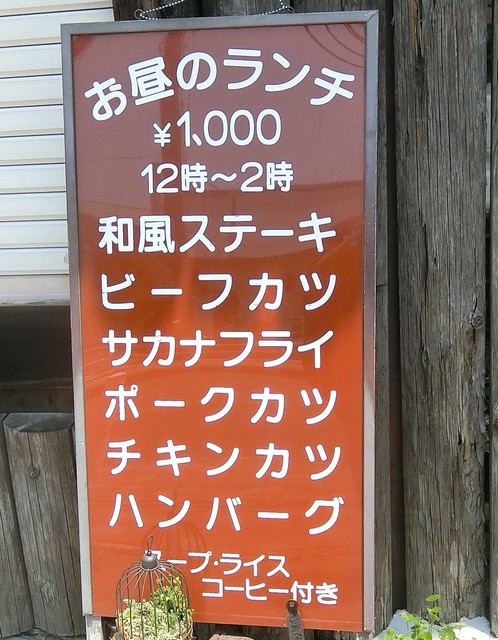 お昼のランチ
¥1,000
12時～2時
和風ステーキ
ビーフカツ
サカナフライ
ポークカツ
チキンカツ
ハンバーグ
ープ・ライス
コーヒー付き